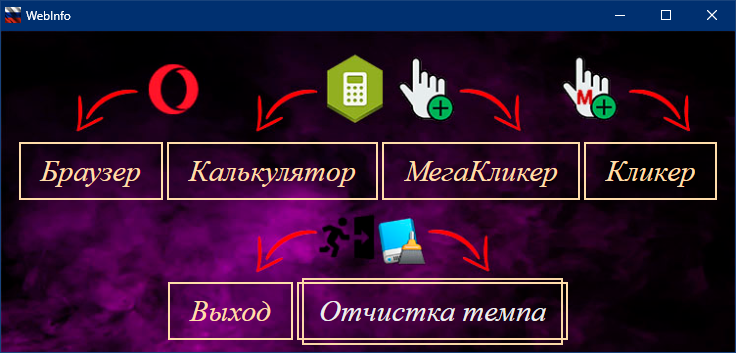 WebInfo
Браузер Калькулятор МегаКликер Кликер
Выход Отчистка темпа